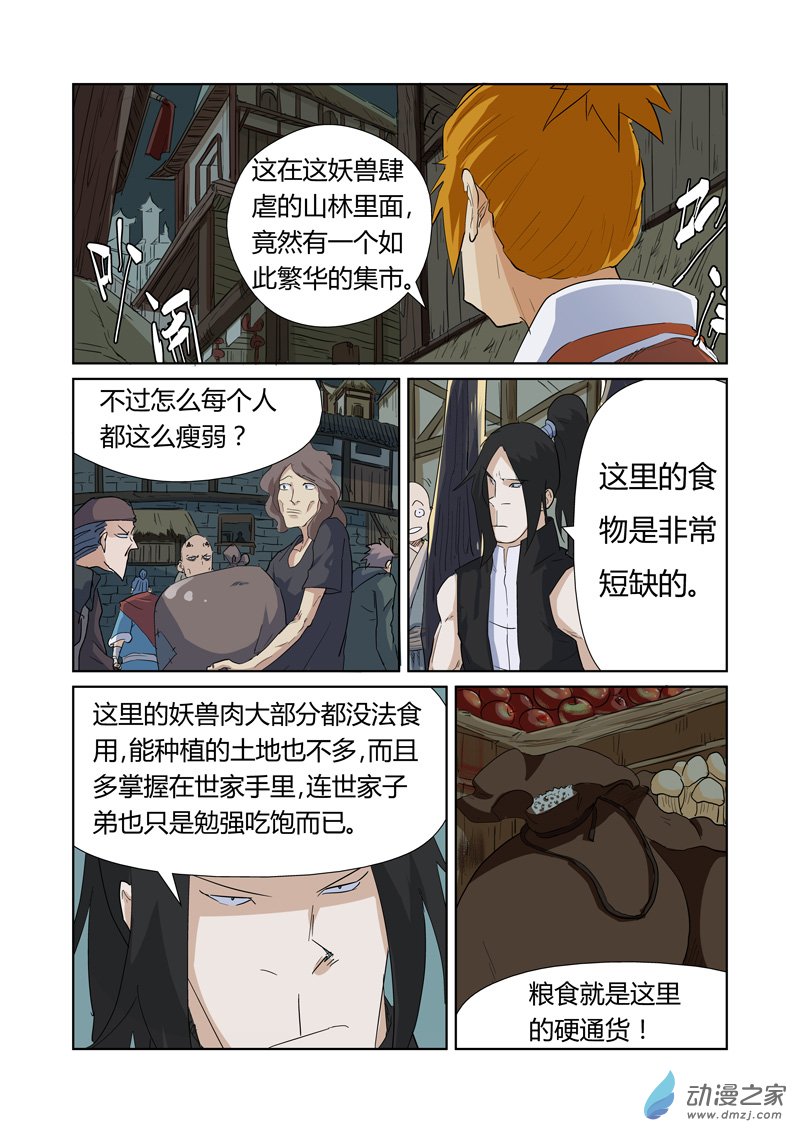 这在这妖兽肆
虐的山林里面，
竟然有一个如
此繁华的集市。
吵
闹
不过怎么每个人
都这么瘦弱？
这里的食
物是非常
短缺的。
这里的妖兽肉大部分都没法食
用，能种植的土地也不多，而且
多掌握在世家手里，连世家子
弟也只是勉强吃饱而已。
粮食就是这里
的硬通货！
动漫之家
www.dmzj.com